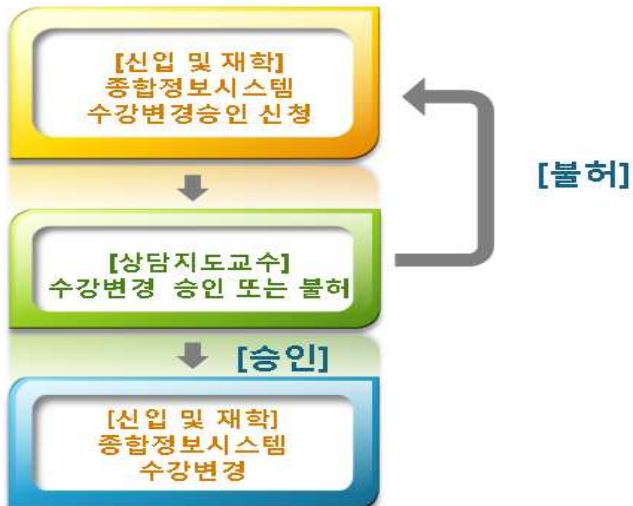 [신입 및 재학]
종합정보시스템
수강변경승인 신청
[불허]
[상담지도교수]
수강변경 승인 또는 불허
[승인]
[신입 및 재학]
종합정보시스템
수강변경